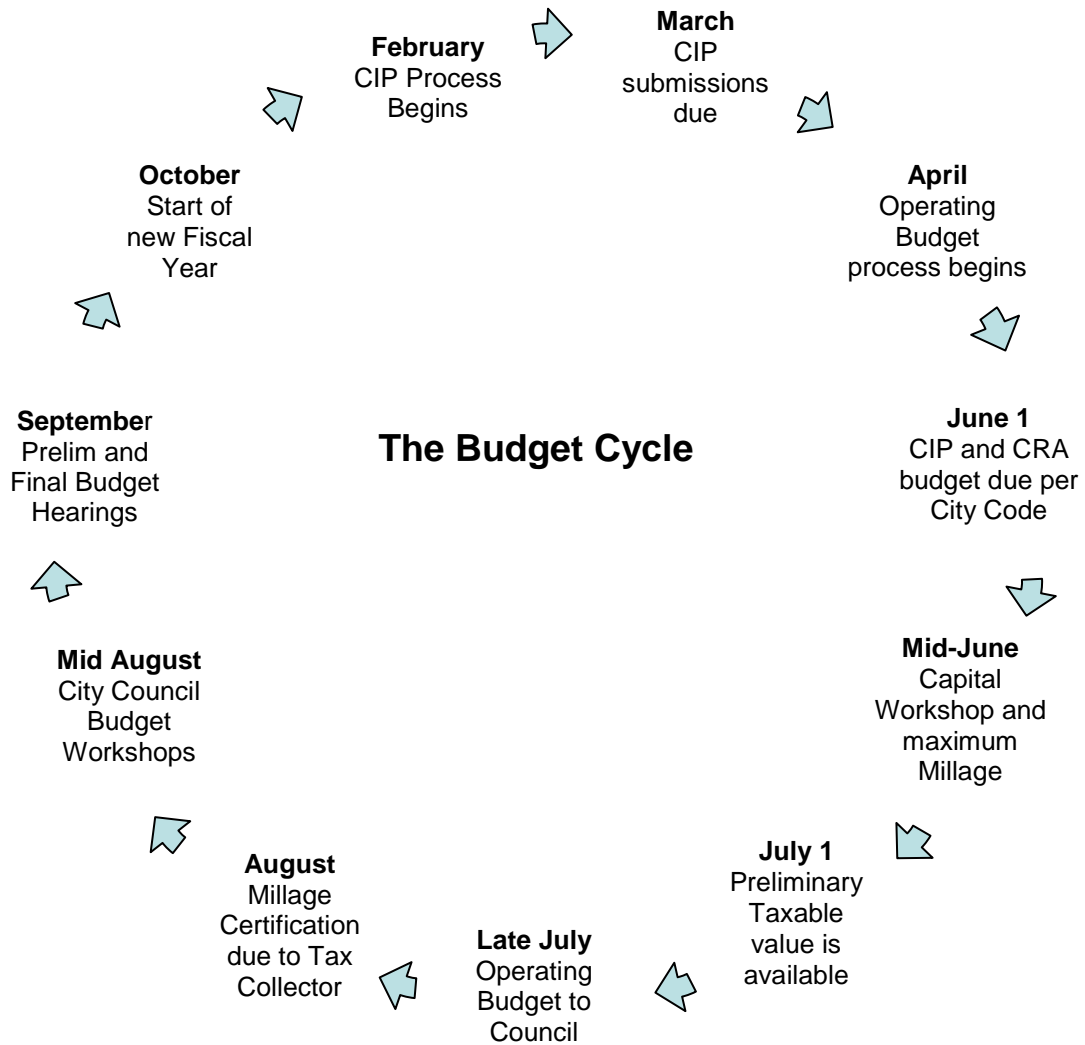 February
CIP Process
Begins
March
CIP
submissions
due
April
Operating
Budget
process begins
June 1
CIP and CRA
budget due per
City Code
Mid-June
Capital
Workshop and
maximum
Millage
July 1
Preliminary
Taxable
value is
available
Late July
Operating
Budget to
Council
August
Millage
Certification
due to Tax
Collector
Mid August
City Council
Budget
Workshops
September
Prelim and
Final Budget
Hearings
October
Start of
new Fiscal
Year
The Budget Cycle